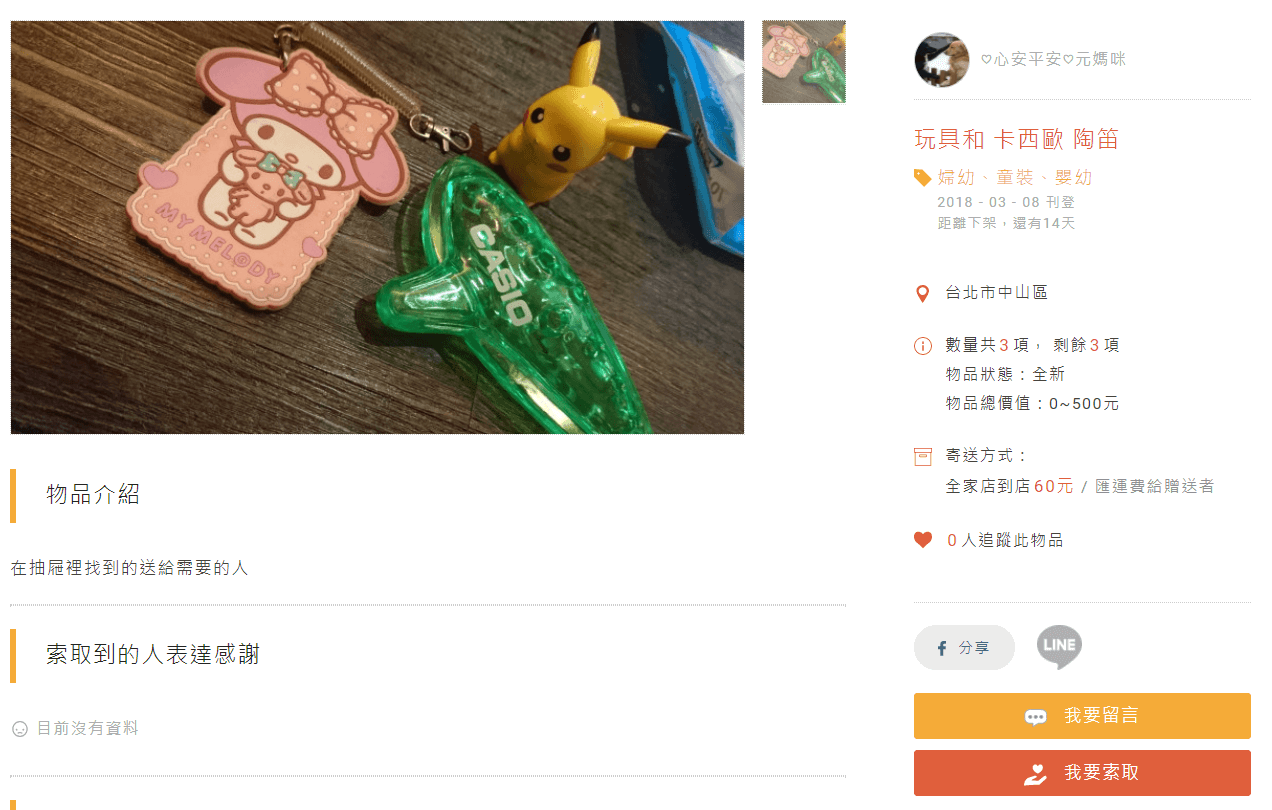 MY MELODY
CASIO
物品介紹
在抽屜裡找到的送給需要的人
索取到的人表達感謝
目前沒有資料
♡心安平安♡元媽咪
玩具和 卡西歐 陶笛
婦幼、童裝、嬰幼
2018 - 03 - 08 刊登
距離下架，還有14天
台北市中山區
數量共3項， 剩餘3項
物品狀態：全新
物品總價值：0~500元
寄送方式：
全家店到店60元 / 匯運費給贈送者
0人追蹤此物品
分享
LINE
我要留言
我要索取